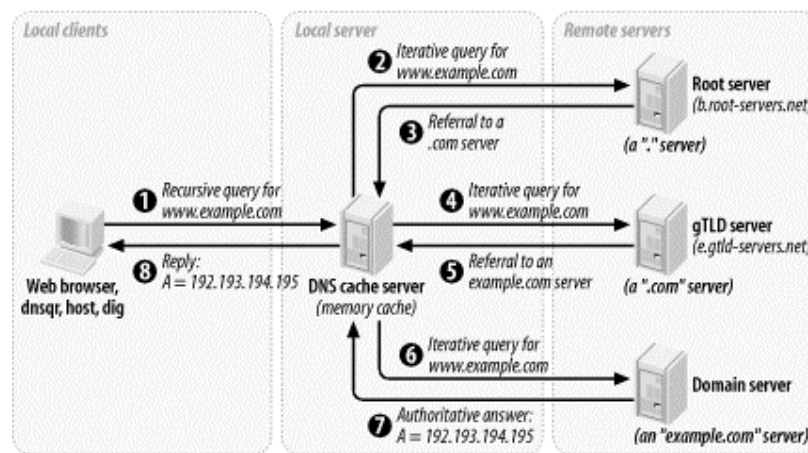 Local clients
Local server
Remote servers
2 Iterative query for
www.example.com
Root server
(b.root-servers.net)
3 Referral to a
.com server
(a "." server)
1 Recursive query for
www.example.com
4 Iterative query for
www.example.com
gTLD server
(e.gtld-servers.net)
8 Reply:
A = 192.193.194.195
5 Referral to an
example.com server
Web browser,
dnsqr, host, dig
DNS cache server
(memory cache)
(a ".com" server)
6 Iterative query for
www.example.com
Domain server
7 Authoritative answer:
A = 192.193.194.195
(an "example.com" server)